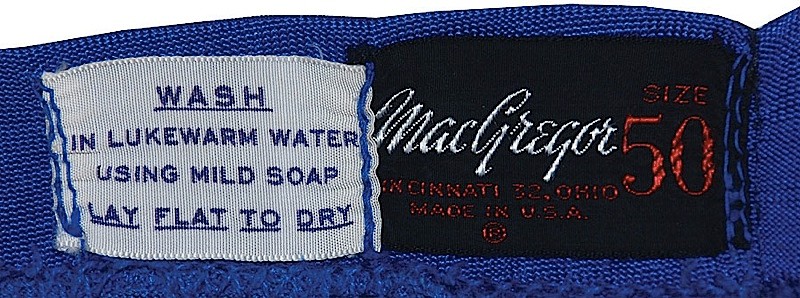 WASH
IN LUKEWARM WATER
USING MILD SOAP
LAY FLAT TO DRY
MacGregor
SIZE
50
CINCINNATI 32, OHIO
MADE IN U.S.A.
®